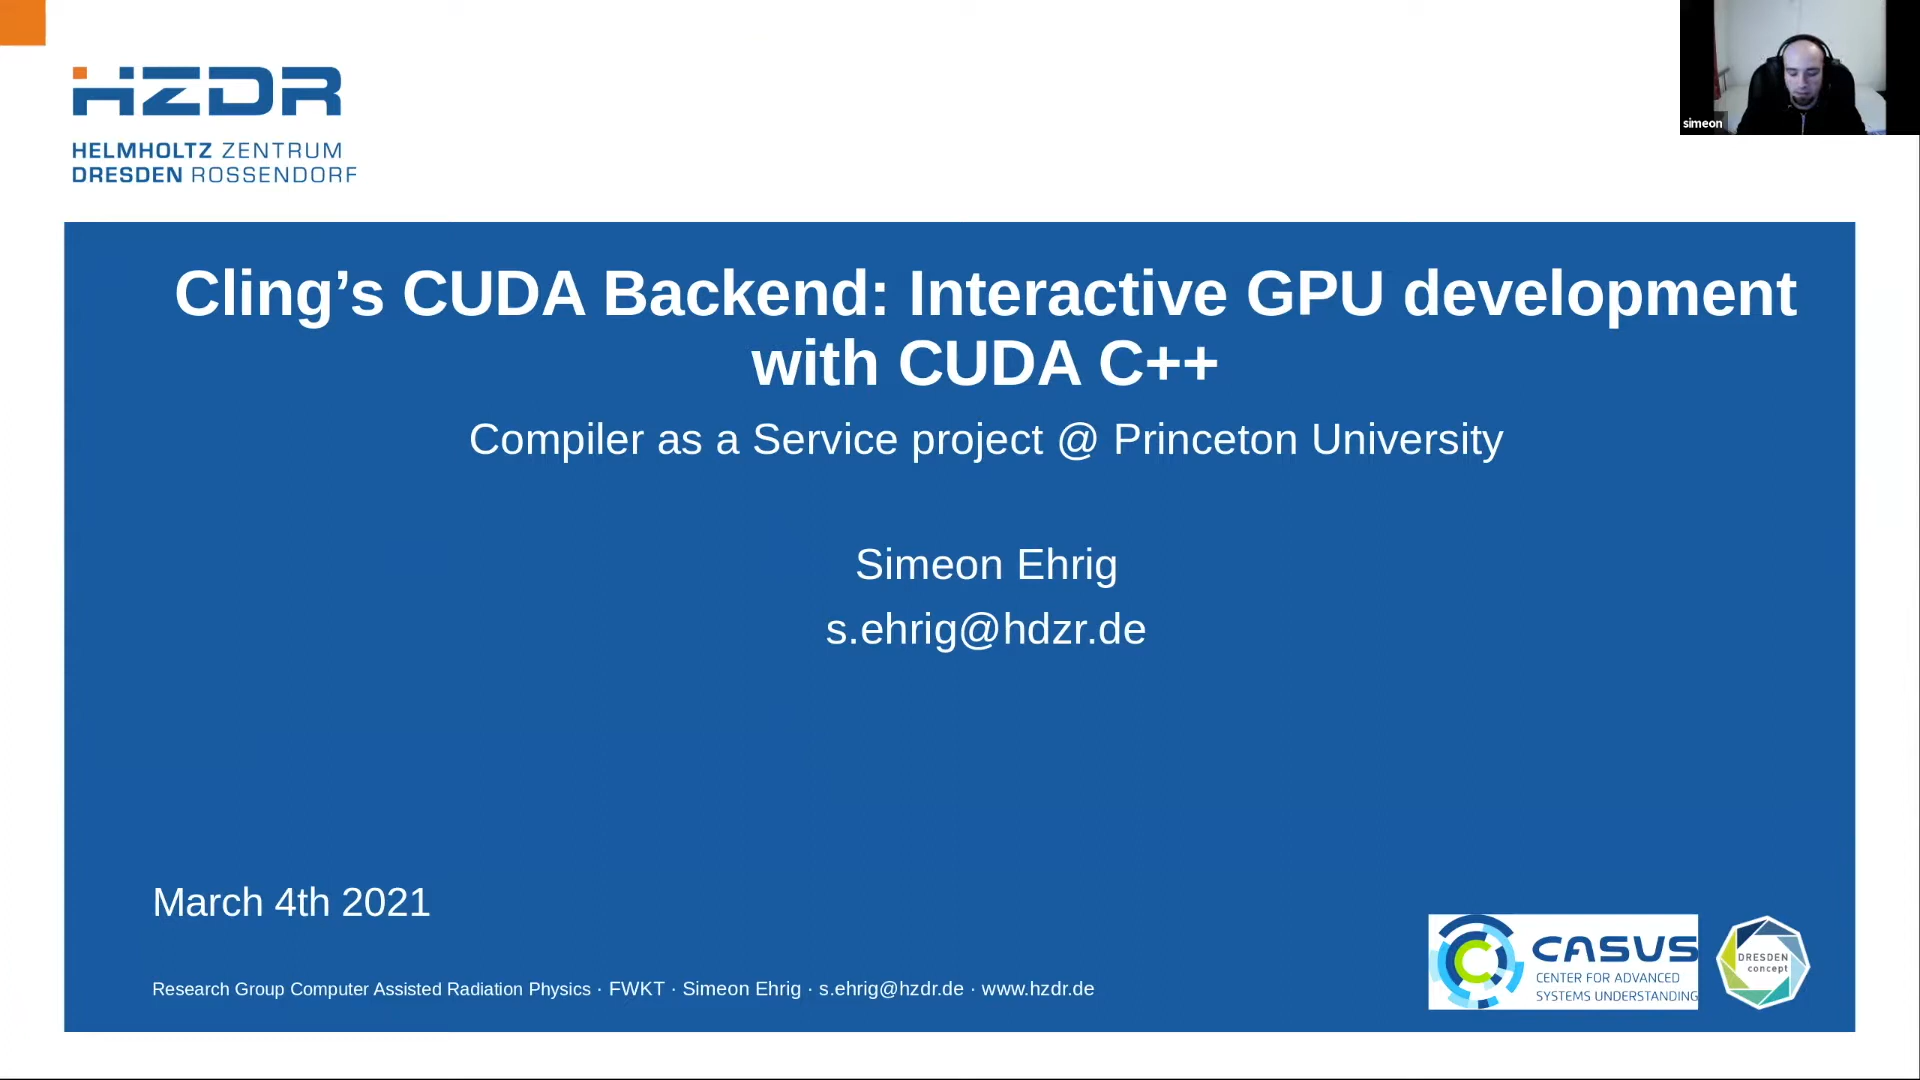 HZDR
HELMHOLTZ ZENTRUM
DRESDEN ROSSENDORF
simeon
Cling’s CUDA Backend: Interactive GPU development
with CUDA C++
Compiler as a Service project @ Princeton University
Simeon Ehrig
s.ehrig@hdzr.de
March 4th 2021
Research Group Computer Assisted Radiation Physics · FWKT · Simeon Ehrig · s.ehrig@hzdr.de · www.hzdr.de
CASUS
CENTER FOR ADVANCED
SYSTEMS UNDERSTANDING
DRESDEN
concept